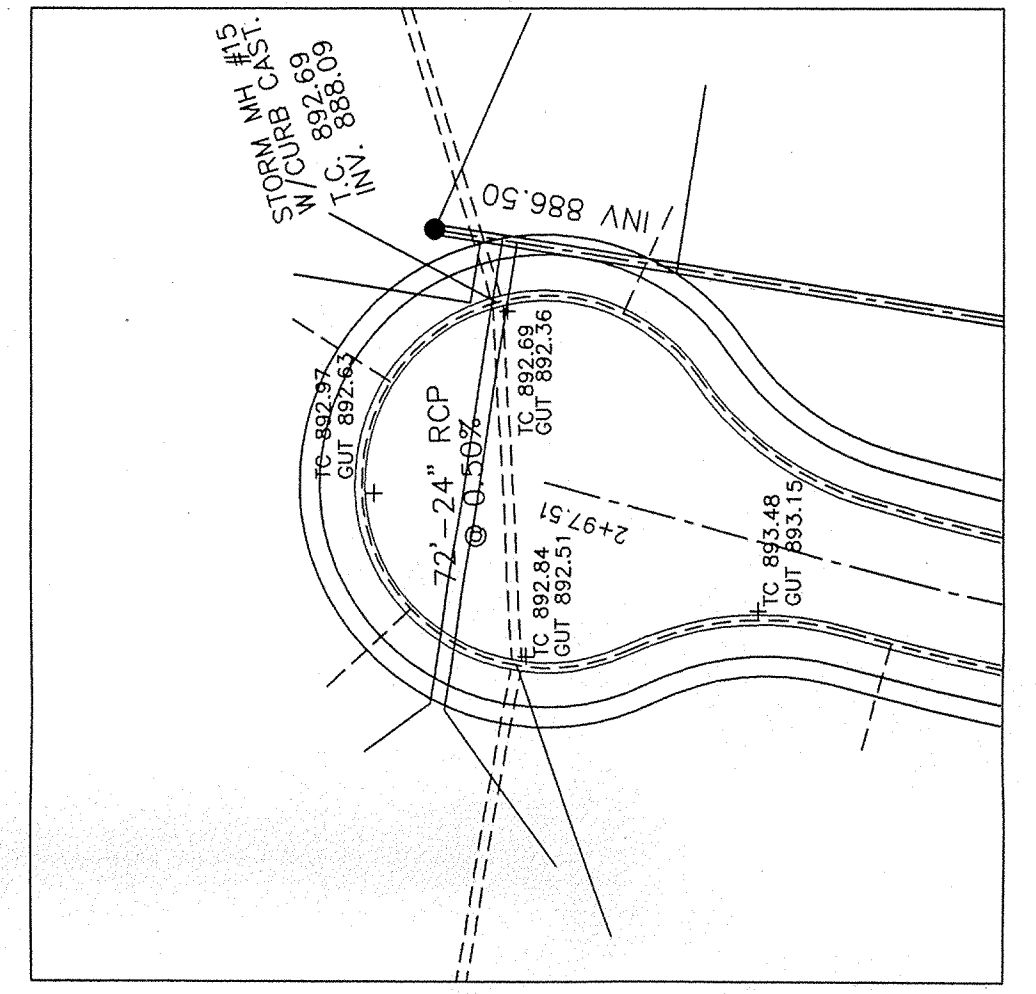 STORM MH #15
W/CURB CAST.
T.C. 892.69
INV. 888.09
INV 886.50
TC 892.97
GUT 892.63
72'-24" RCP
@ 0.50%
TC 892.69
GUT 892.36
2+97.51
TC 892.84
GUT 892.51
TC 893.48
GUT 893.15